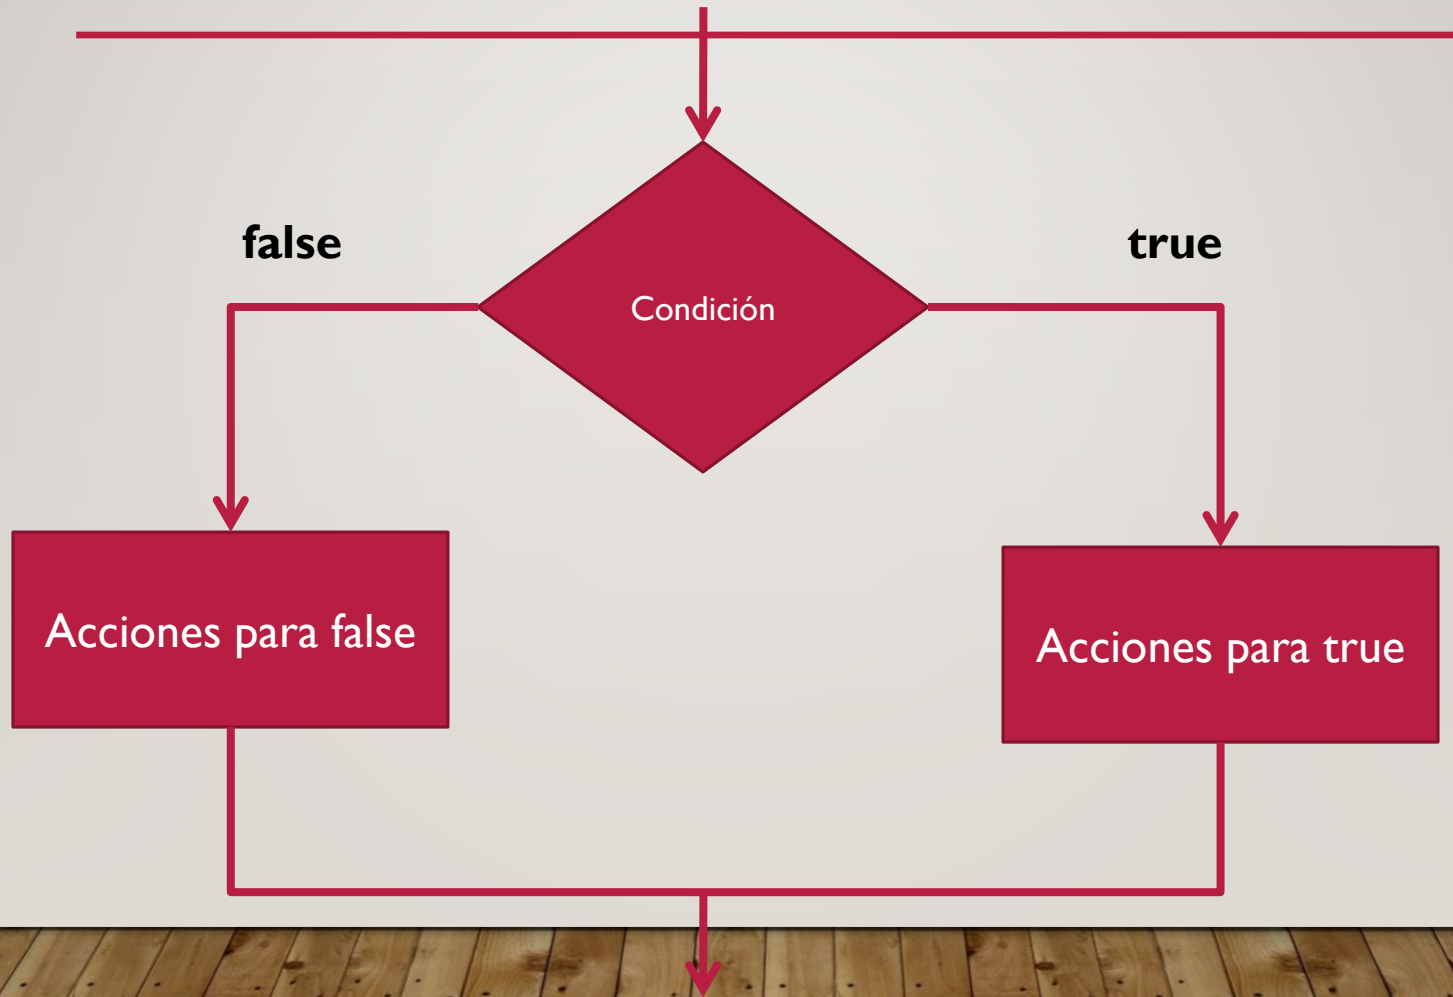 false
true
Condición
Acciones para false
Acciones para true